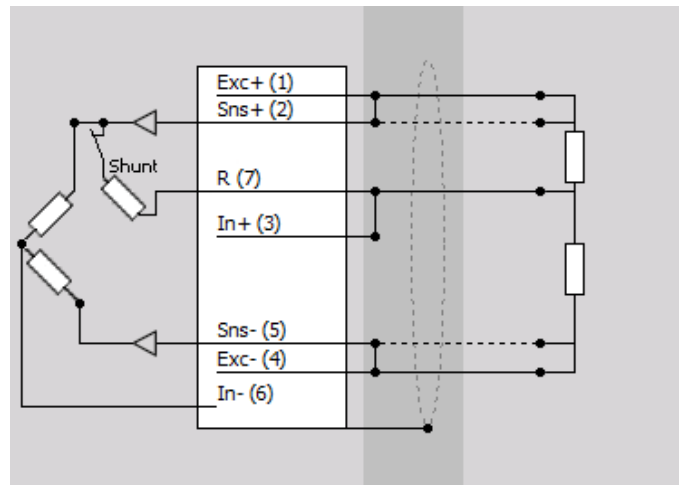 Exc+ (1)
Sns+ (2)
Shunt
R (7)
In+ (3)
Sns- (5)
Exc- (4)
In- (6)